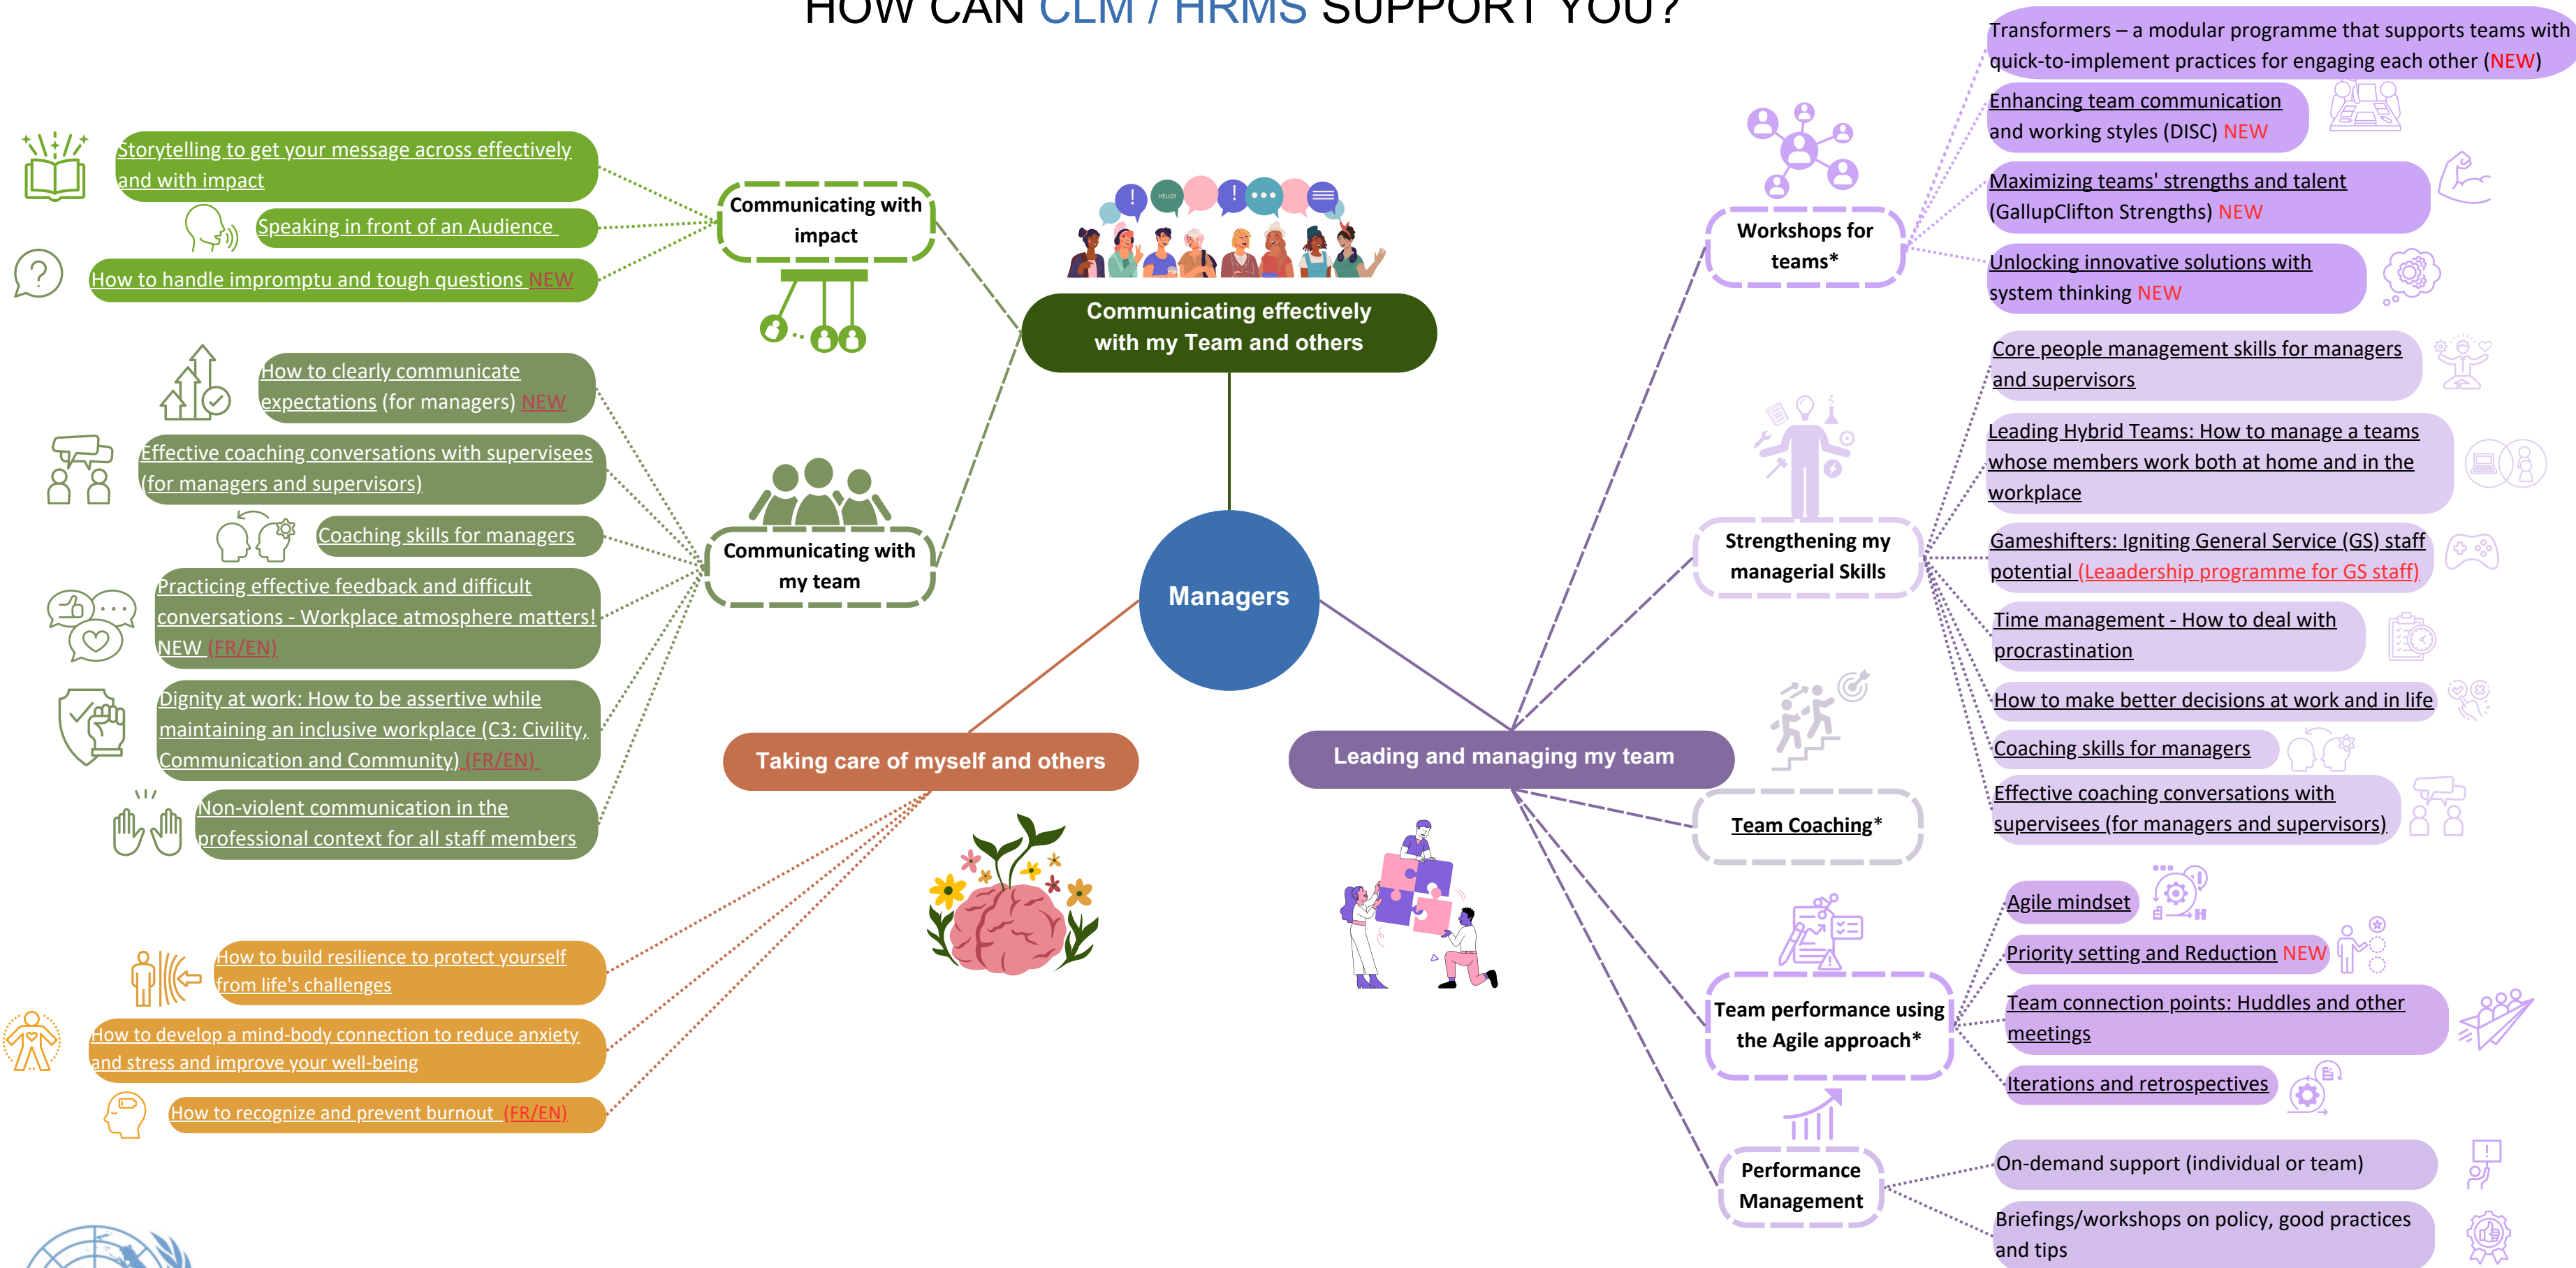 HOW CAN CLM / HRMS SUPPORT YOU?
Storytelling to get your message across effectively
and with impact
Speaking in front of an Audience
How to handle impromptu and tough questions NEW
Communicating with
impact
How to clearly communicate
expectations (for managers) NEW
Effective coaching conversations with supervisees
(for managers and supervisors)
Coaching skills for managers
Practicing effective feedback and difficult
conversations - Workplace atmosphere matters!
NEW (FR/EN)
Dignity at work: How to be assertive while
maintaining an inclusive workplace (C3: Civility,
Communication and Community) (FR/EN)
Non-violent communication in the
professional context for all staff members
Communicating with
my team
HELLO!
Communicating effectively
with my Team and others
Managers
Taking care of myself and others
How to build resilience to protect yourself
from life's challenges
How to develop a mind-body connection to reduce anxiety
and stress and improve your well-being
How to recognize and prevent burnout (FR/EN)
Leading and managing my team
Workshops for
teams*
Transformers – a modular programme that supports teams with
quick-to-implement practices for engaging each other (NEW)
Enhancing team communication
and working styles (DISC) NEW
Maximizing teams' strengths and talent
(GallupClifton Strengths) NEW
Unlocking innovative solutions with
system thinking NEW
Strengthening my
managerial Skills
Core people management skills for managers
and supervisors
Leading Hybrid Teams: How to manage a teams
whose members work both at home and in the
workplace
Gameshifters: Igniting General Service (GS) staff
potential (Leaadership programme for GS staff)
Time management - How to deal with
procrastination
How to make better decisions at work and in life
Coaching skills for managers
Effective coaching conversations with
supervisees (for managers and supervisors)
Team Coaching*
Team performance using
the Agile approach*
Agile mindset
Priority setting and Reduction NEW
Team connection points: Huddles and other
meetings
Iterations and retrospectives
Performance
Management
On-demand support (individual or team)
Briefings/workshops on policy, good practices
and tips